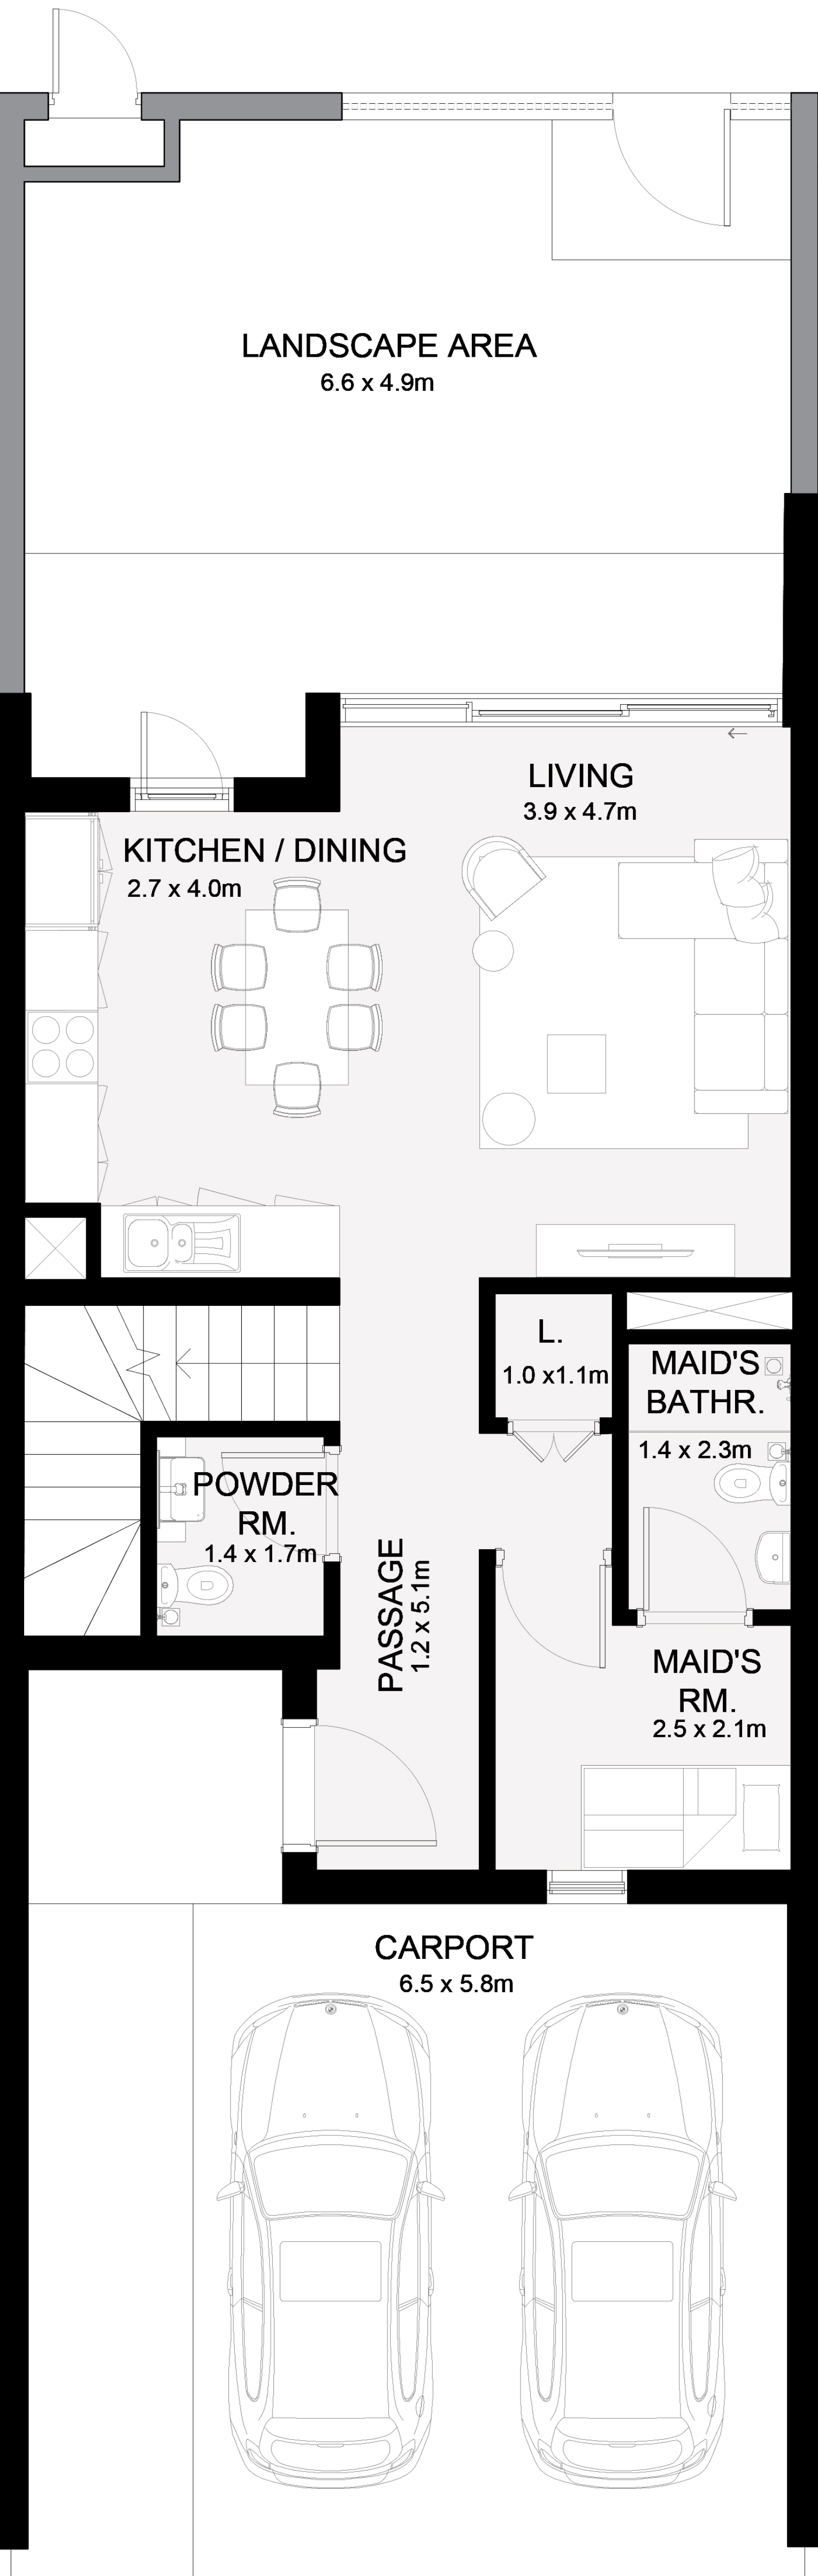 LANDSCAPE AREA
6.6 x 4.9m
LIVING
3.9 x 4.7m
KITCHEN / DINING
2.7 x 4.0m
L.
1.0 x1.1m
MAID'S
BATHR.
1.4 x 2.3m
POWDER
RM.
1.4 x 1.7m
PASSAGE
1.2 x 5.1m
MAID'S
RM.
2.5 x 2.1m
CARPORT
6.5 x 5.8m